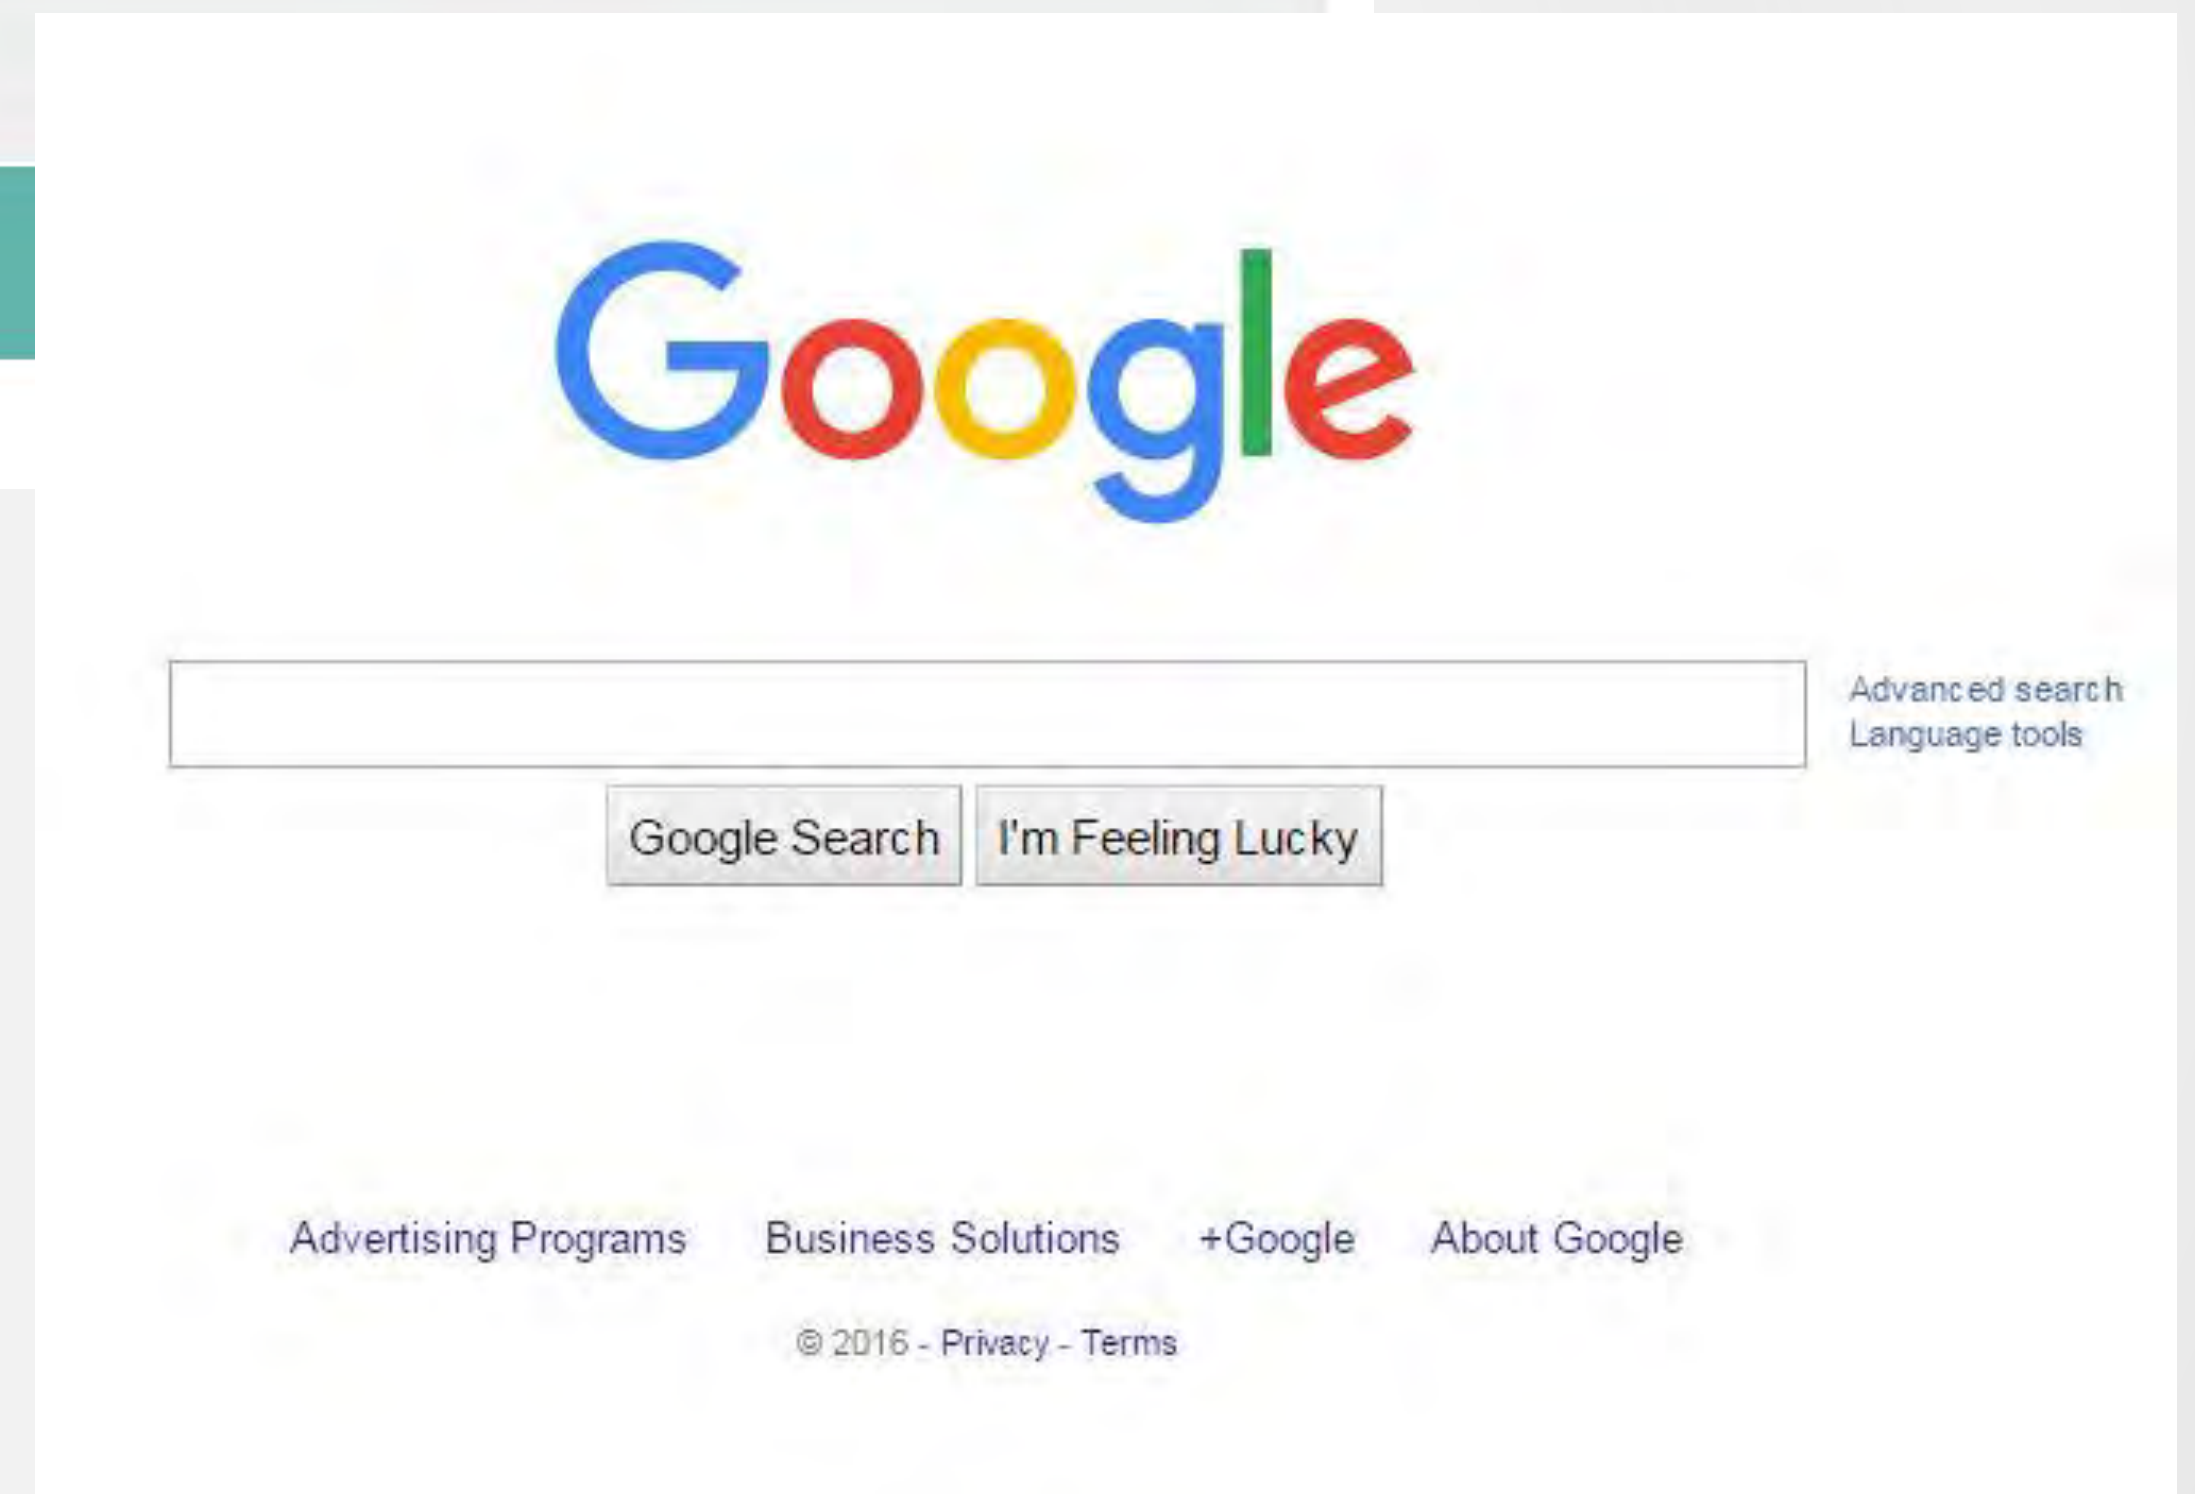 Google
Advanced search
Language tools
Google Search I'm Feeling Lucky
Advertising Programs Business Solutions +Google About Google
© 2016 - Privacy - Terms